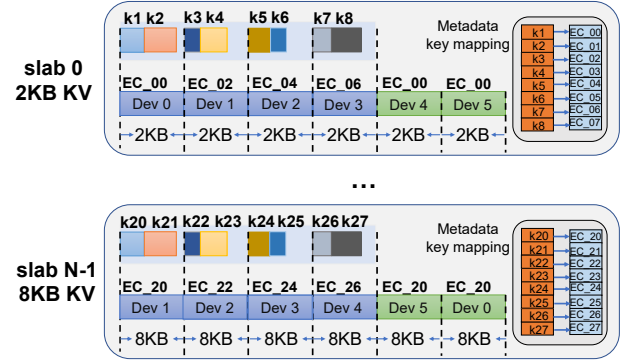 k1 k2 k3 k4 k5 k6 k7 k8
Metadata
key mapping
slab 0
2KB KV
EC_00 EC_02 EC_04 EC_06 EC_00 EC_00
Dev 0 Dev 1 Dev 2 Dev 3 Dev 4 Dev 5
2KB 2KB 2KB 2KB 2KB 2KB
k1 EC_00
k2 EC_01
k3 EC_02
k4 EC_03
k5 EC_04
k6 EC_05
k7 EC_06
k8 EC_07
...
k20 k21 k22 k23 k24 k25 k26 k27
Metadata
key mapping
slab N-1
8KB KV
EC_20 EC_22 EC_24 EC_26 EC_20 EC_20
Dev 1 Dev 2 Dev 3 Dev 4 Dev 5 Dev 0
8KB 8KB 8KB 8KB 8KB 8KB
k20 EC_20
k21 EC_21
k22 EC_22
k23 EC_23
k24 EC_24
k25 EC_25
k26 EC_26
k27 EC_27